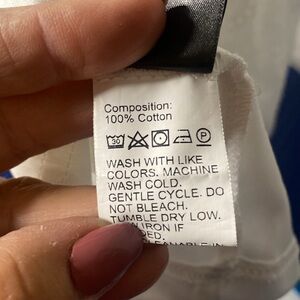 Composition:
100% Cotton
30 P
WASH WITH LIKE
COLORS. MACHINE
WASH COLD.
GENTLE CYCLE. DO
NOT BLEACH.
TUMBLE DRY LOW.
IRON IF